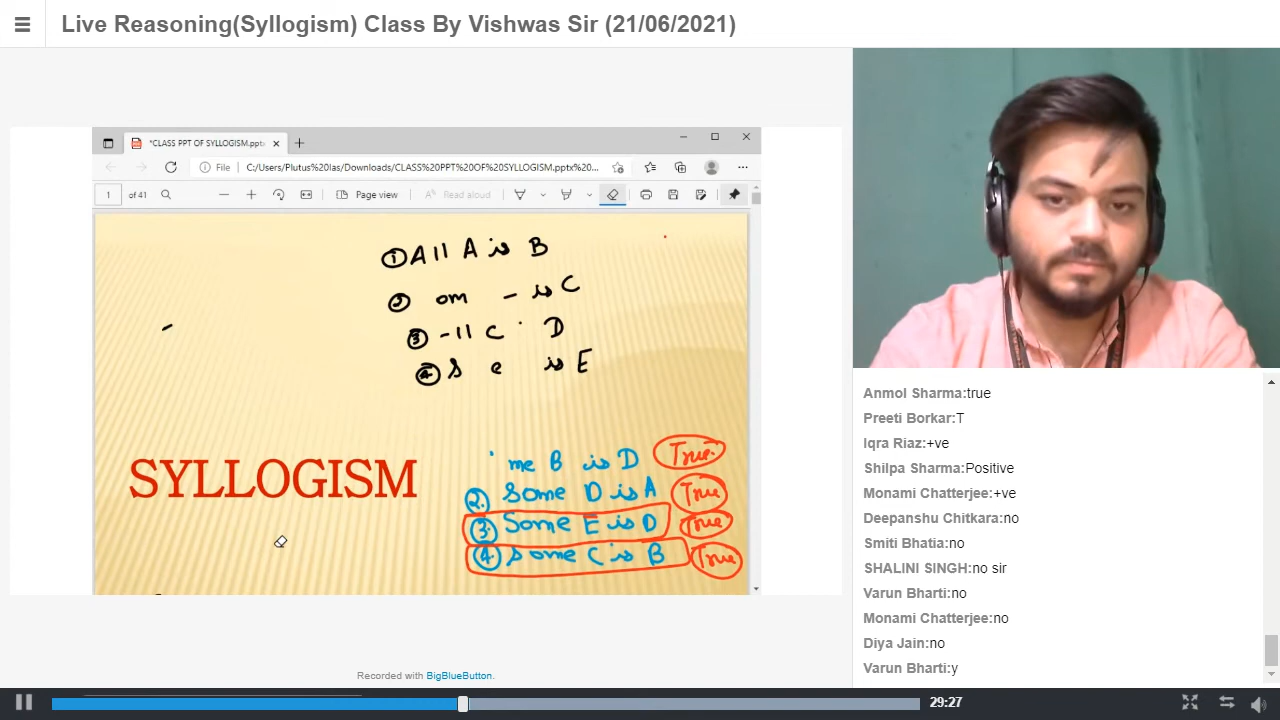 Live Reasoning(Syllogism) Class By Vishwas Sir (21/06/2021)
*CLASS PPT OF SYLLOGISM.pptx
File C:/Users/Plutus%20Ias/Downloads/CLASS%20PPT%20OF%20SYLLOGISM.pptx%20...
1 of 41 Page view Read aloud
① All A is B
② om - is C
③ -ll C D
④ S e is E
SYLLOGISM
me B is D True
2. Some D is A True
3. Some E is D True
4. Some C is B True
Recorded with BigBlueButton.
Anmol Sharma:true
Preeti Borkar:T
Iqra Riaz:+ve
Shilpa Sharma:Positive
Monami Chatterjee:+ve
Deepanshu Chitkara:no
Smiti Bhatia:no
SHALINI SINGH:no sir
Varun Bharti:no
Monami Chatterjee:no
Diya Jain:no
Varun Bharti:y
29:27